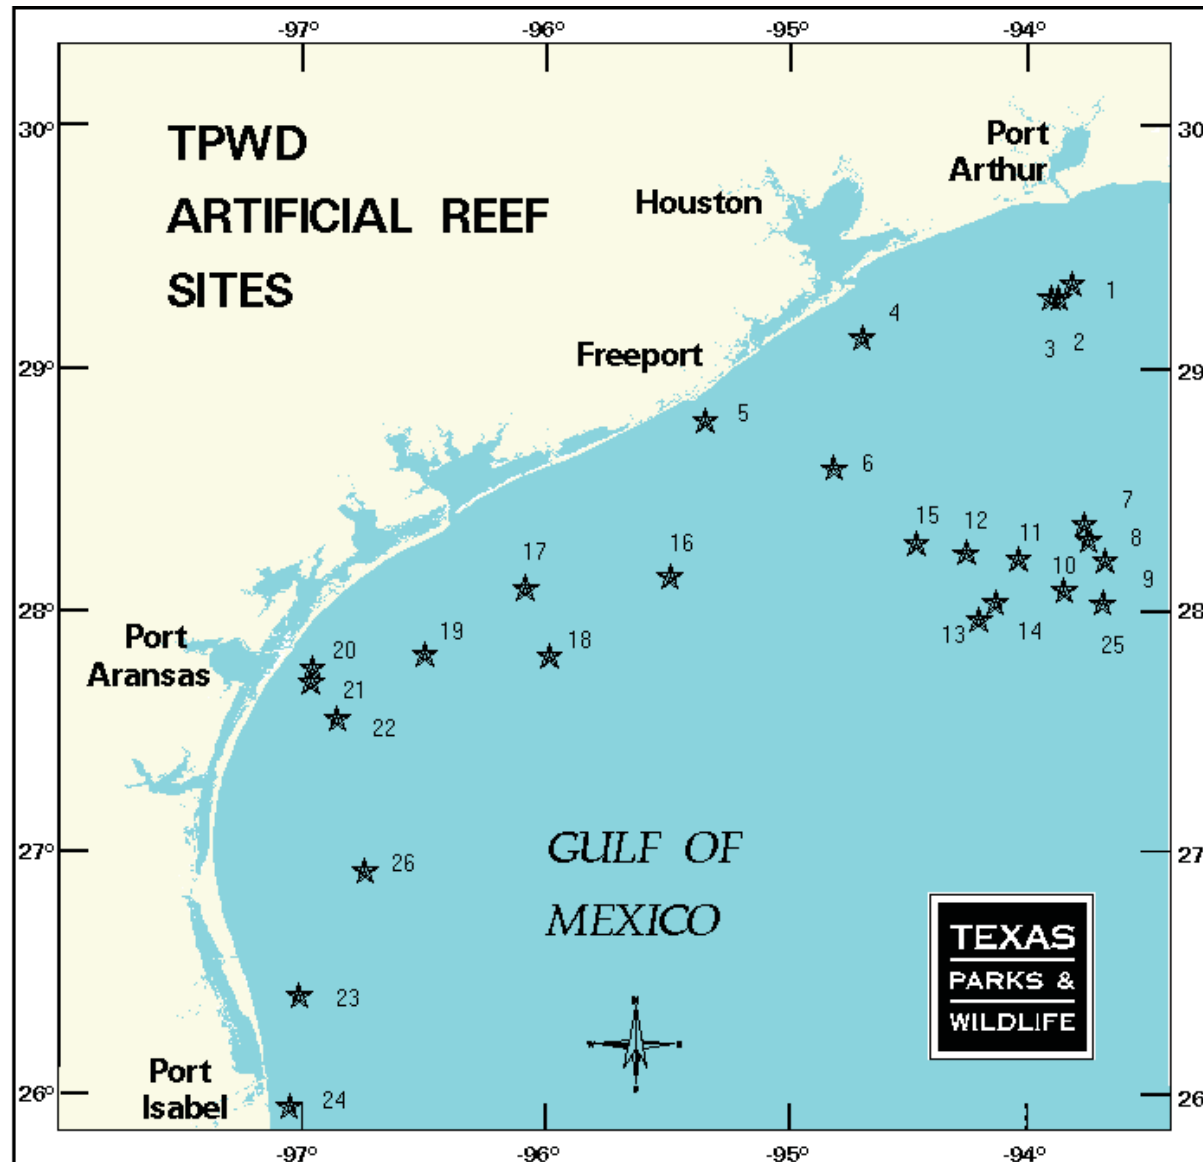 -97° -96° -95° -94°
30° 30
TPWD
ARTIFICIAL REEF
SITES
Port
Arthur
Houston
1
2
3
4
29° 29
Freeport
5
6
7
8
9
10
11
12
15
16
17
28° 28
13
14
25
18
19
Port
Aransas
20
21
22
27° 27
GULF OF
MEXICO
26
TEXAS
PARKS &
WILDLIFE
23
Port
Isabel
24
26° 26
-97° -96° -95° -94°